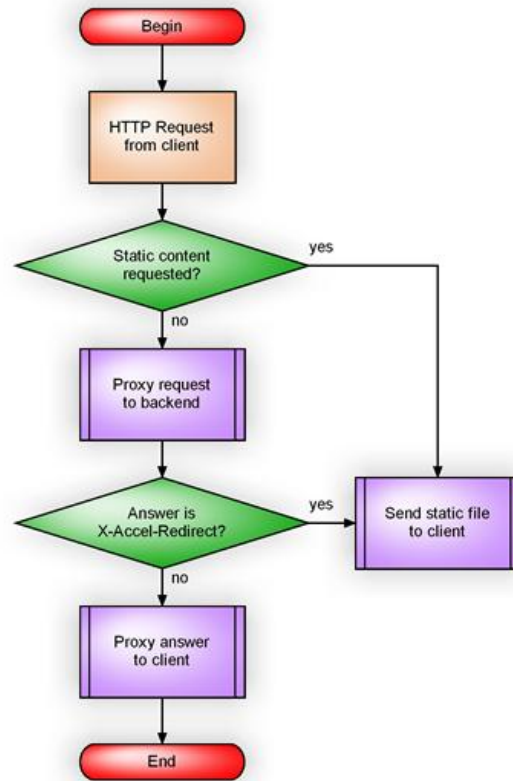 Begin
HTTP Request
from client
Static content
requested?
yes
no
Proxy request
to backend
Answer is
X-Accel-Redirect?
yes
Send static file
to client
no
Proxy answer
to client
End